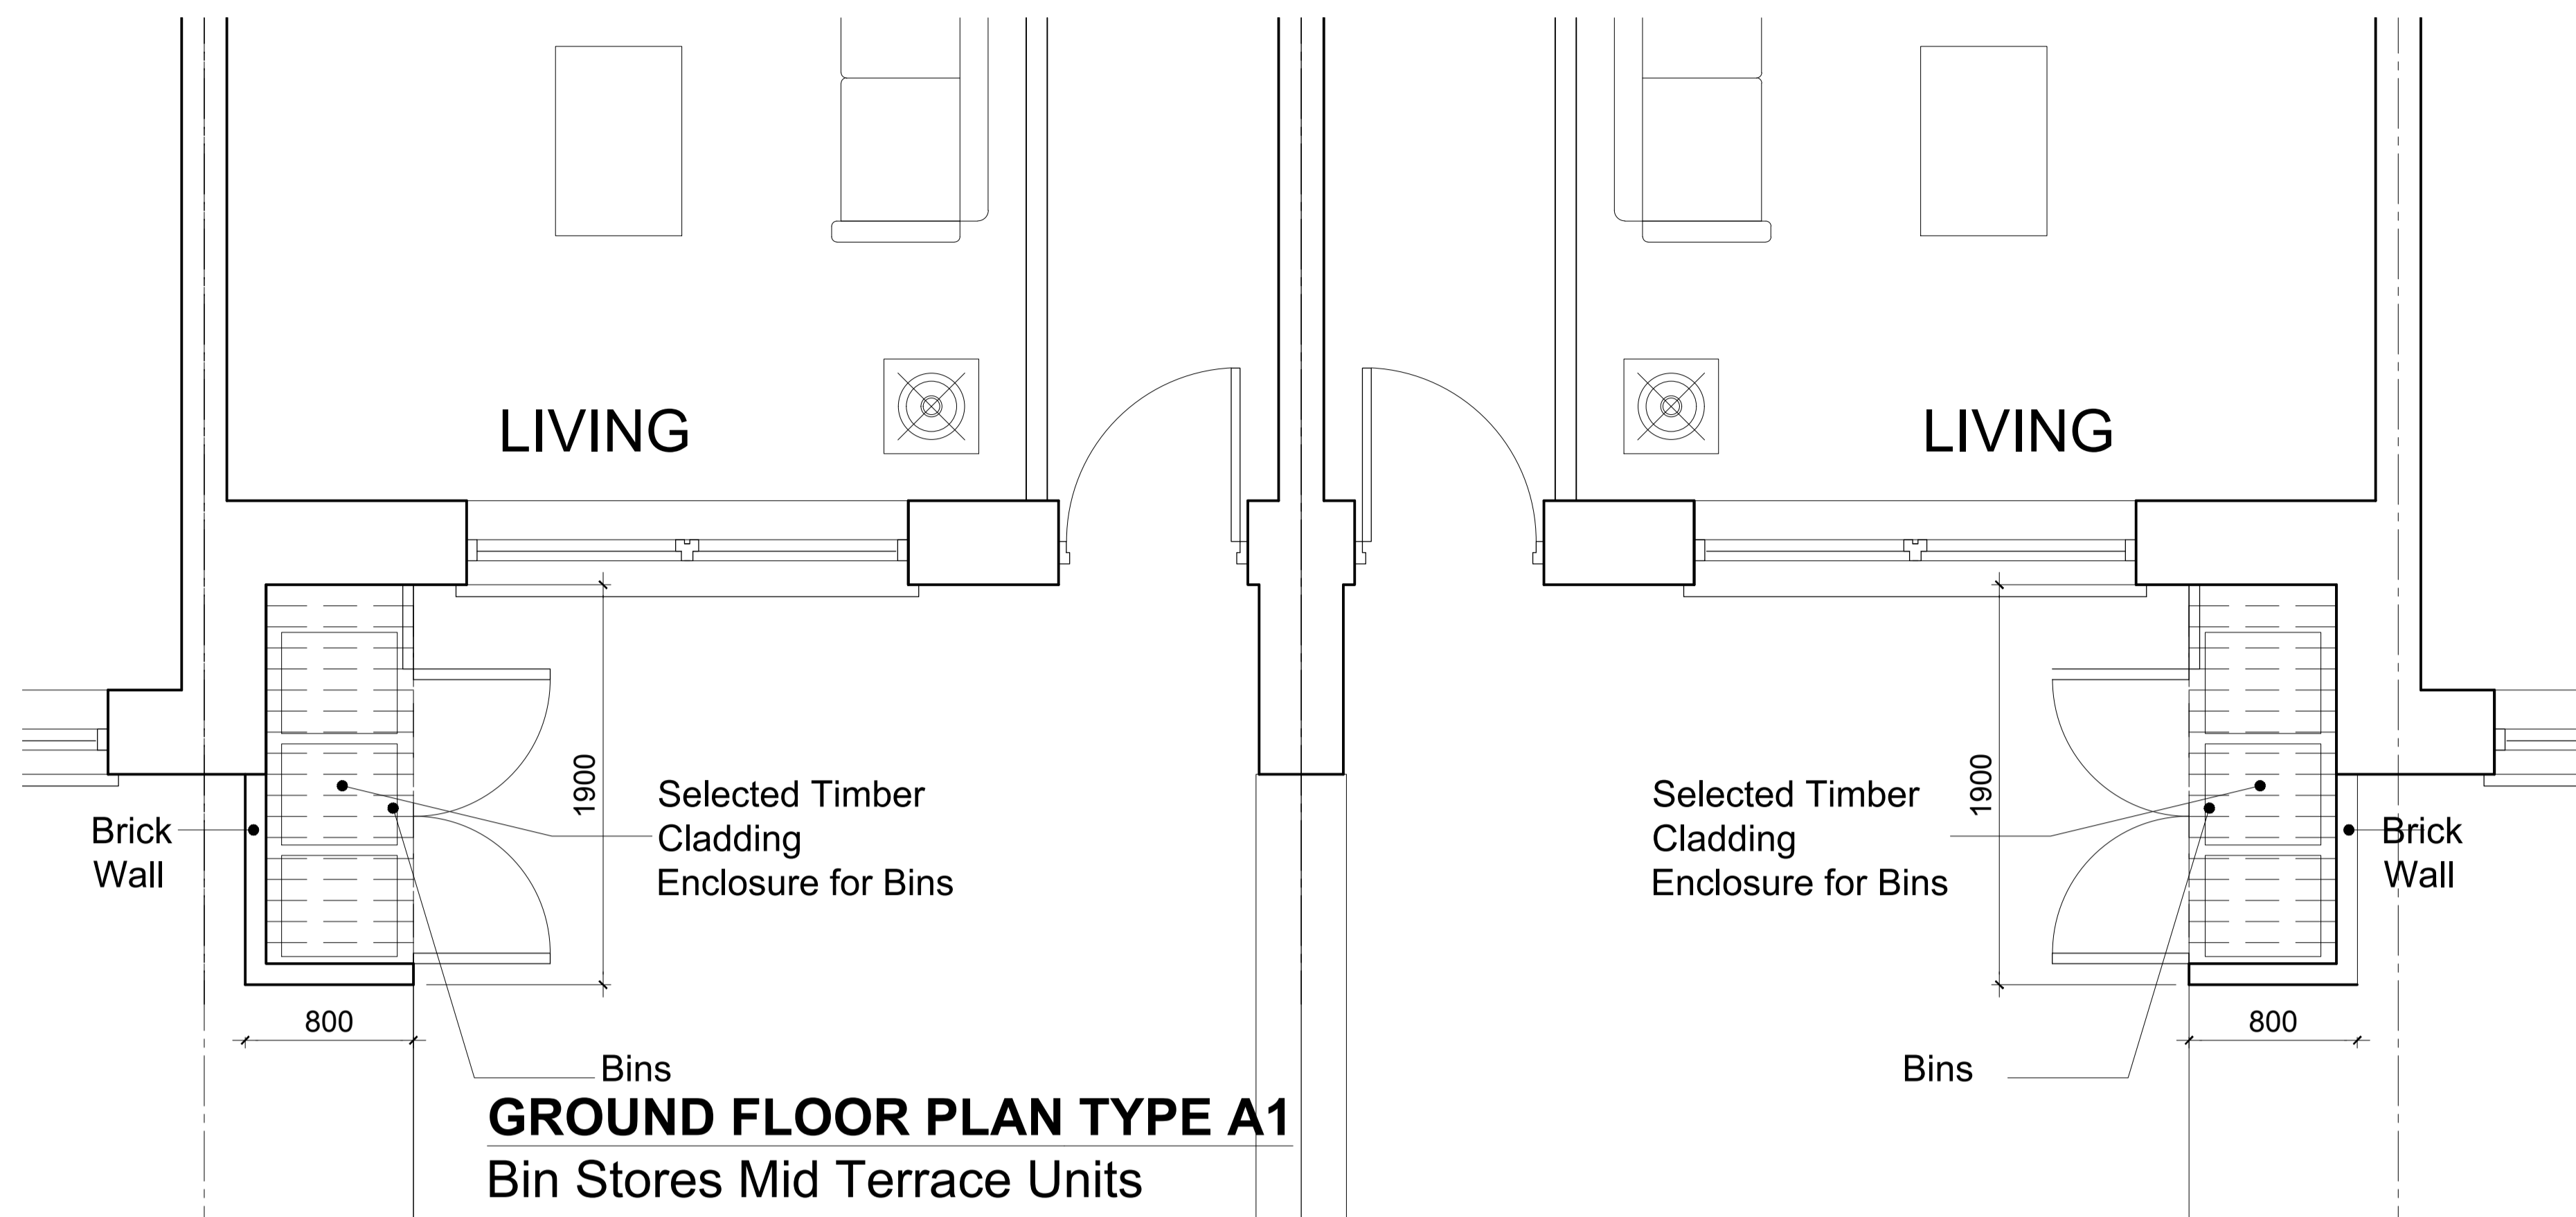 LIVING
LIVING
1900
Selected Timber
Cladding
Enclosure for Bins
Brick
Wall
800
Bins
1900
Selected Timber
Cladding
Enclosure for Bins
Brick
Wall
800
Bins
GROUND FLOOR PLAN TYPE A1
Bin Stores Mid Terrace Units